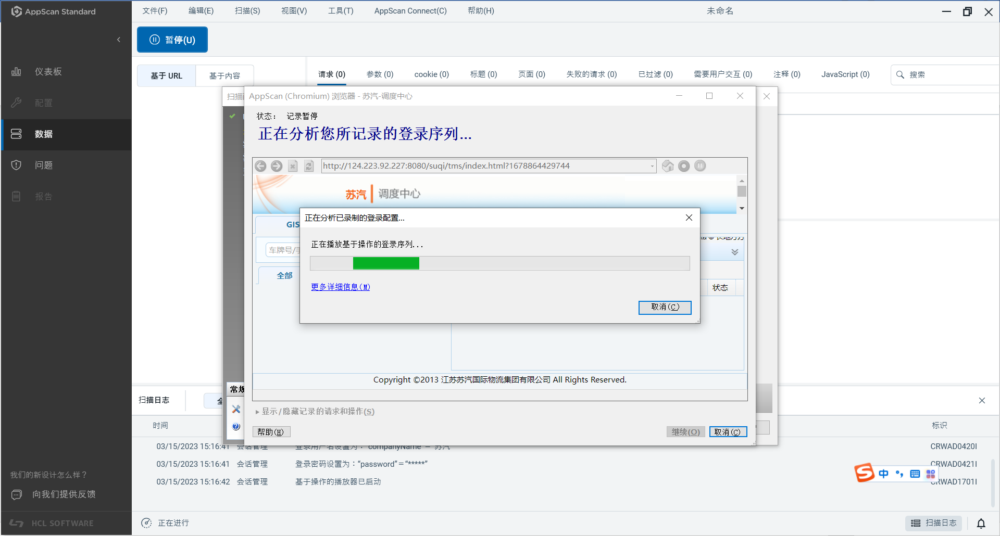 AppScan Standard
文件(F) 编辑(E) 扫描(S) 视图(V) 工具(T) AppScan Connect(C) 帮助(H) 未命名
暂停(U)
仪表板
配置
数据
问题
报告
我们的新设计怎么样？
向我们提供反馈
HCL SOFTWARE
基于 URL 基于内容
请求 (0) 参数 (0) cookie (0) 标题 (0) 页面 (0) 失败的请求 (0) 已过滤 (0) 需要用户交互 (0) 注释 (0) JavaScript (0) 搜索
AppScan (Chromium) 浏览器 - 苏汽-调度中心
状态： 记录暂停
正在分析您所记录的登录序列...
http://124.223.92.227:8080/suqi/tms/index.html?1678864429744
苏汽 调度中心
GIS
车牌号/
全部
状态
正在分析已录制的登录配置...
正在播放基于操作的登录序列...
更多详细信息(M)
取消(C)
Copyright ©2013 江苏苏汽国际物流集团有限公司 All Rights Reserved.
显示/隐藏记录的请求和操作(S)
帮助(H) 继续(O) 取消(C)
扫描日志
时间 标识
03/15/2023 15:16:41 会话管理 登录用户名设置为："companyName" = "苏汽" CRWAD0420I
03/15/2023 15:16:41 会话管理 登录密码设置为：“password”＝“*****” CRWAD0421I
03/15/2023 15:16:42 会话管理 基于操作的播放器已启动 CRWAD1701I
中
正在进行 扫描日志